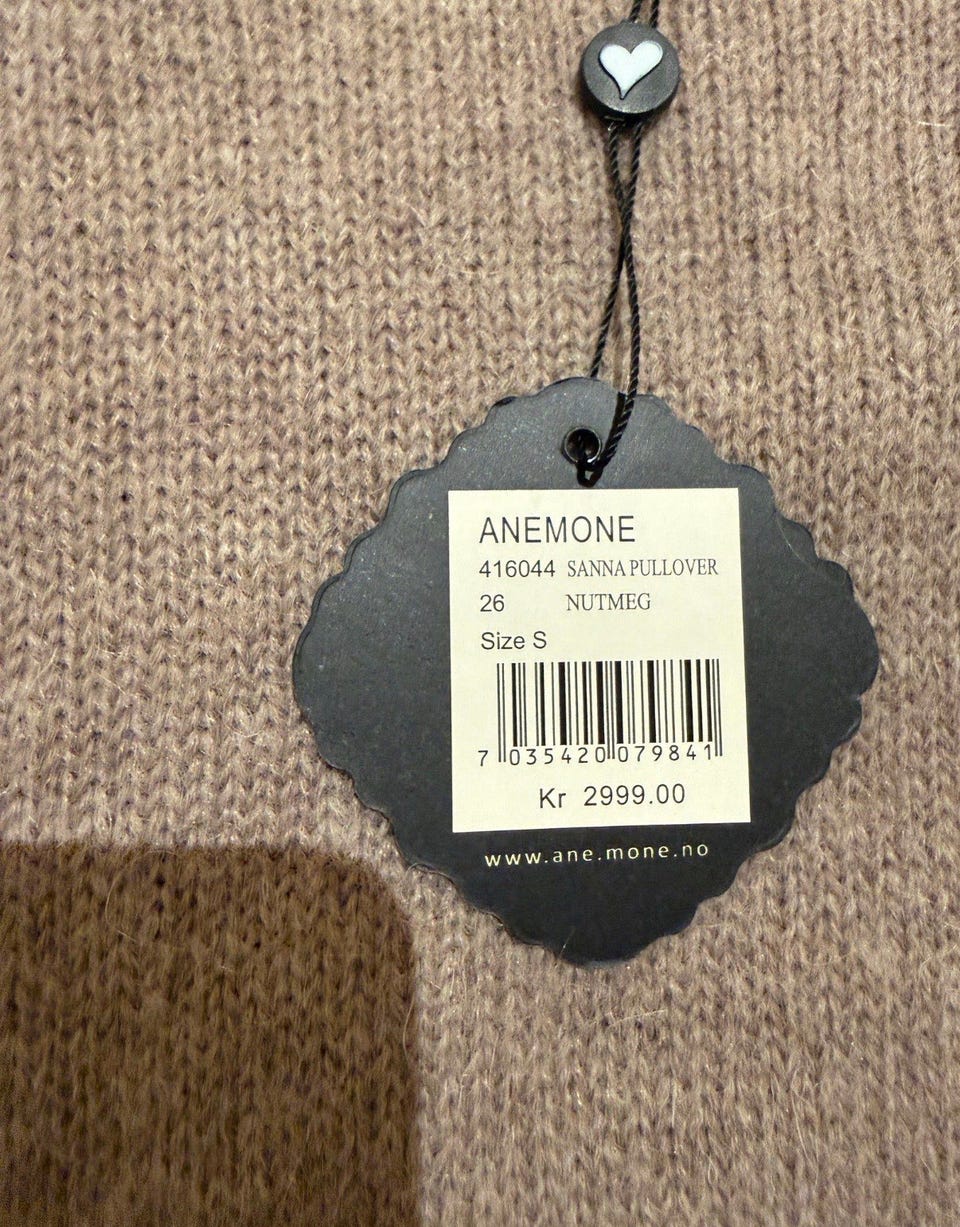 ANEMONE
416044 SANNA PULLOVER
26 NUTMEG
Size S
7 035420 079841
Kr 2999.00
www.ane.mone.no